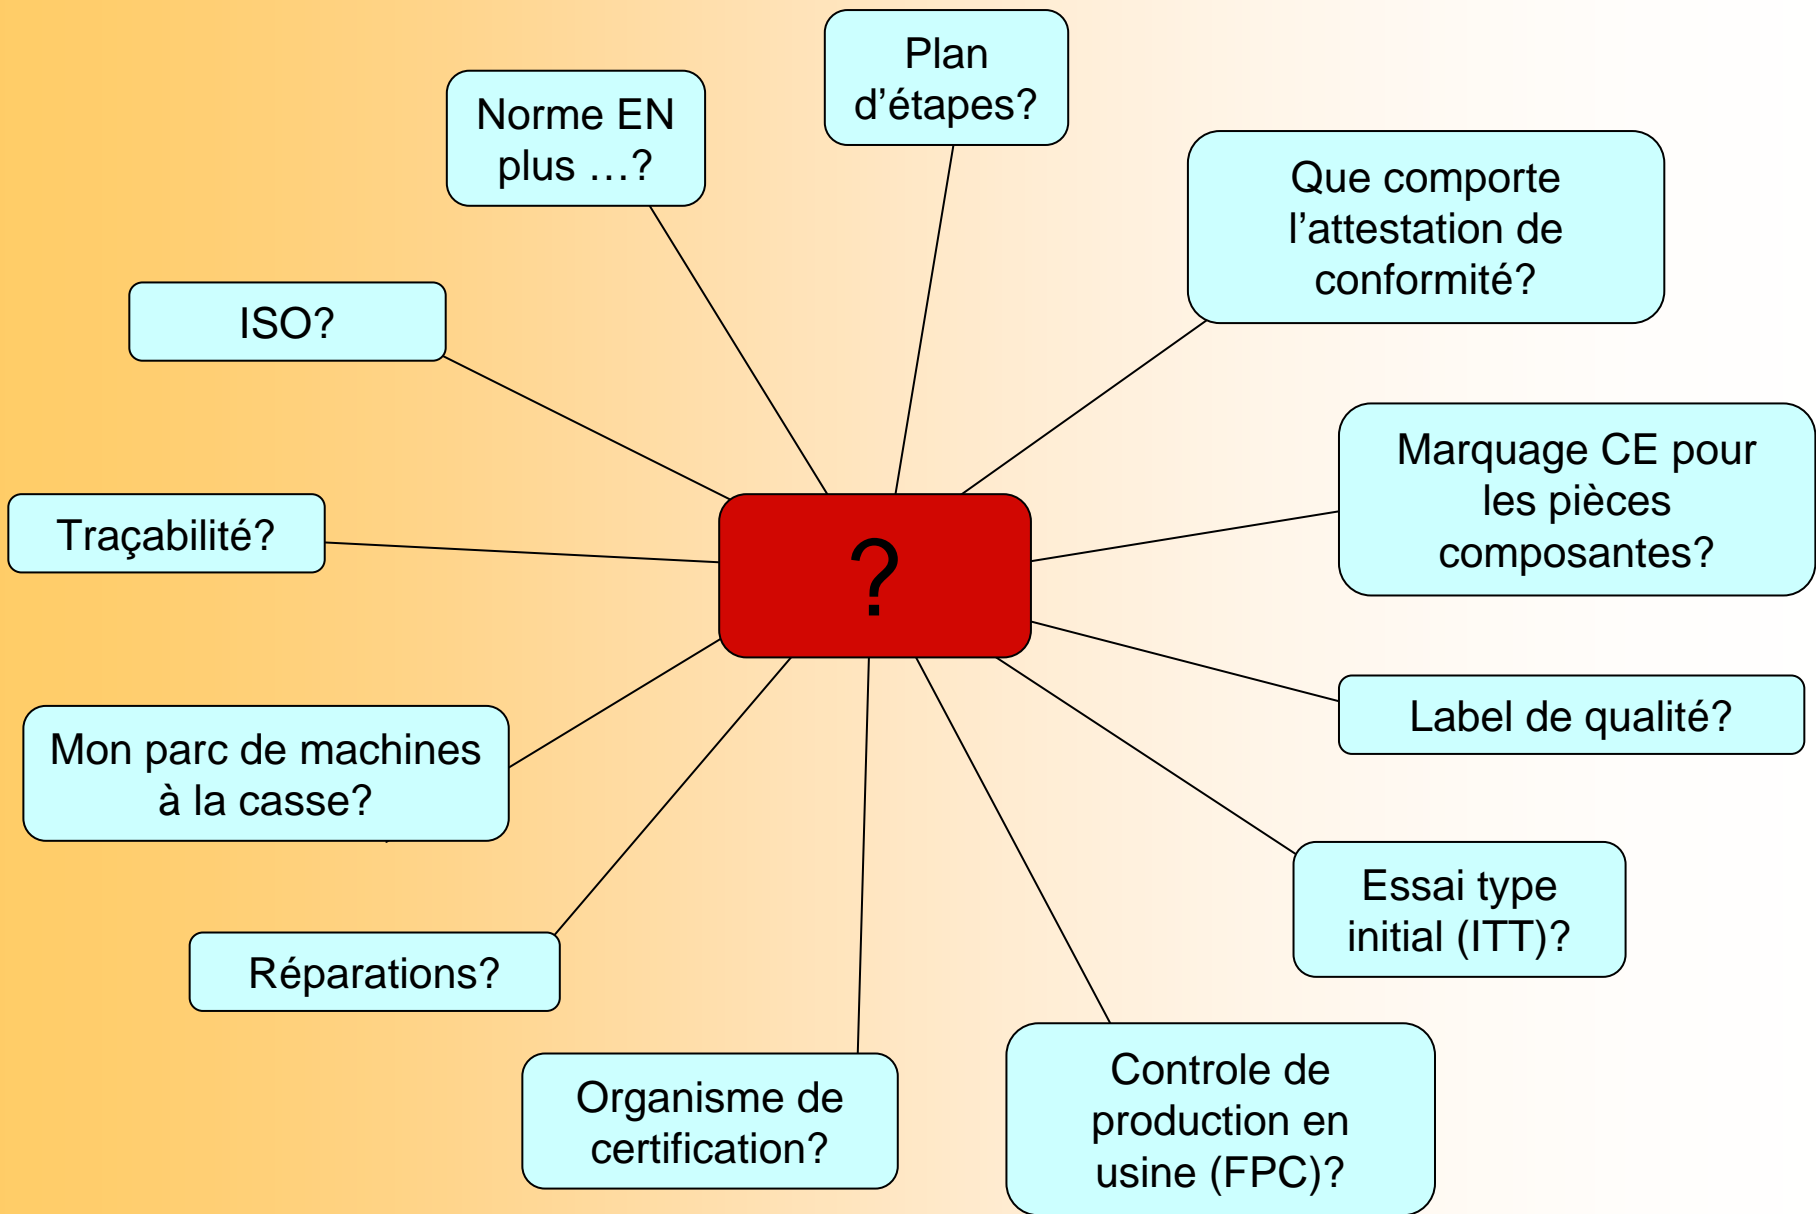 Plan
d’étapes?
Norme EN
plus …?
Que comporte
l’attestation de
conformité?
ISO?
Marquage CE pour
les pièces
composantes?
Traçabilité?
?
Label de qualité?
Mon parc de machines
à la casse?
Essai type
initial (ITT)?
Réparations?
Organisme de
certification?
Controle de
production en
usine (FPC)?